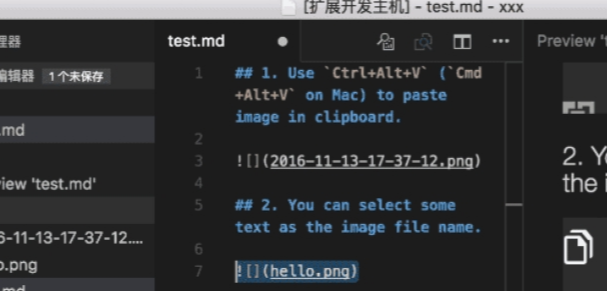 [扩展开发主机] - test.md - xxx
理器
编辑器 1 个未保存
.md
view 'test.md'
6-11-13-17-37-12....
o.png
.md
test.md
1 ## 1. Use `Ctrl+Alt+V` (`Cmd
+Alt+V` on Mac) to paste
image in clipboard.
2
3 ![](2016-11-13-17-37-12.png)
4
5 ## 2. You can select some
text as the image file name.
6
7 ![](hello.png)
Preview 't
2. Y
the i